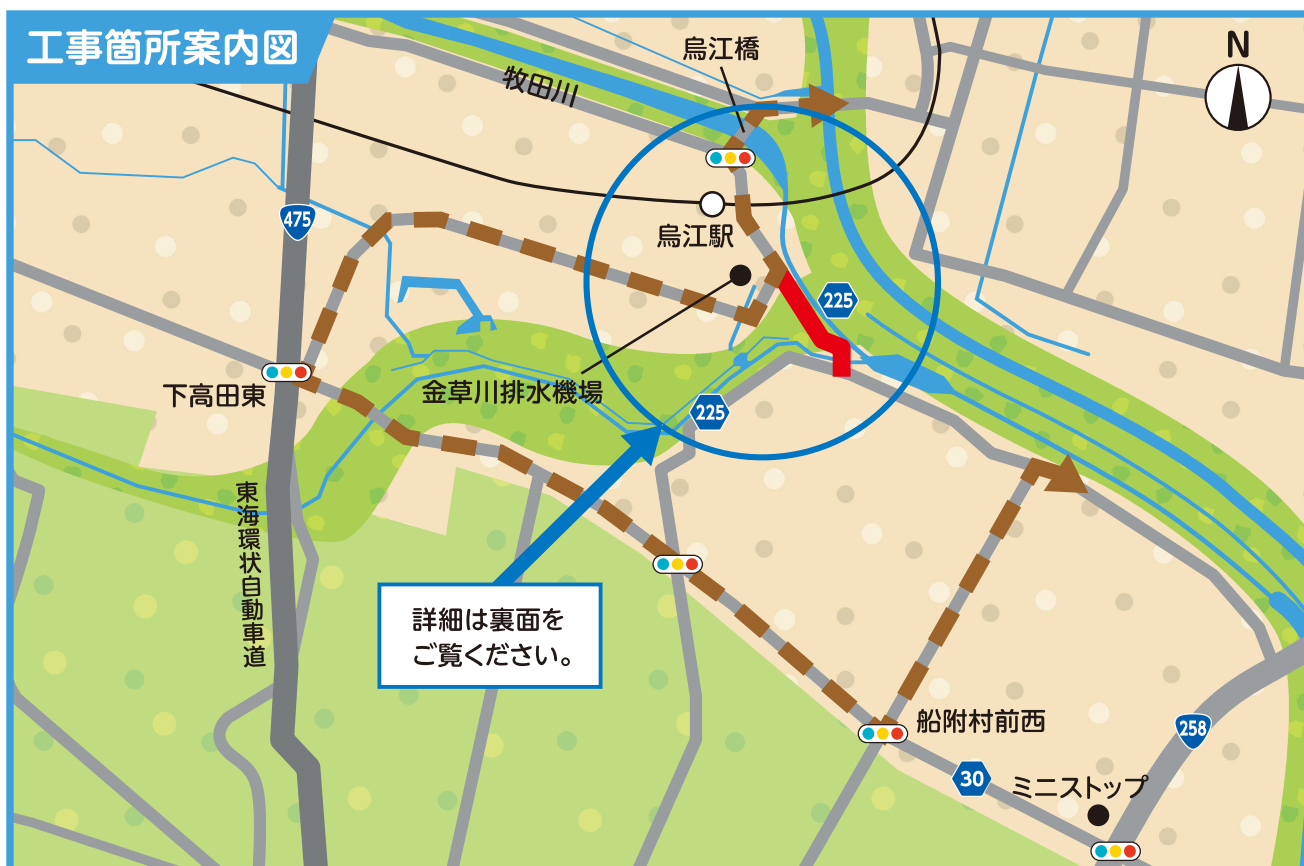 工事箇所案内図
烏江橋
N
牧田川
475
烏江駅
225
下高田東
金草川排水機場
225
東海環状自動車道
詳細は裏面を
ご覧ください。
船附村前西
258
30
ミニストップ